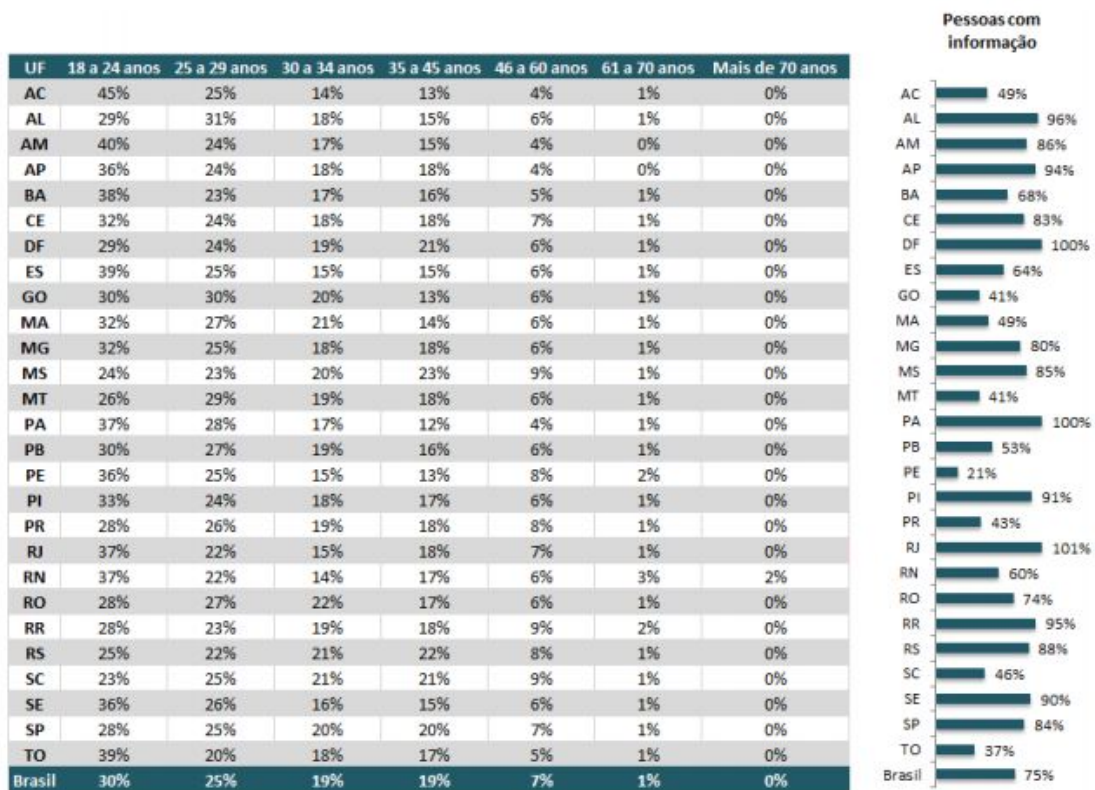 Pessoas com
informação
UF 18 a 24 anos 25 a 29 anos 30 a 34 anos 35 a 45 anos 46 a 60 anos 61 a 70 anos Mais de 70 anos
AC 45% 25% 14% 13% 4% 1% 0% AC 49%
AL 29% 31% 18% 15% 6% 1% 0% AL 96%
AM 40% 24% 17% 15% 4% 0% 0% AM 86%
AP 36% 24% 18% 18% 4% 0% 0% AP 94%
BA 38% 23% 17% 16% 5% 1% 0% BA 68%
CE 32% 24% 18% 18% 7% 1% 0% CE 83%
DF 29% 24% 19% 21% 6% 1% 0% DF 100%
ES 39% 25% 15% 15% 6% 1% 0% ES 64%
GO 30% 30% 20% 13% 6% 1% 0% GO 41%
MA 32% 27% 21% 14% 6% 1% 0% MA 49%
MG 32% 25% 18% 18% 6% 1% 0% MG 80%
MS 24% 23% 20% 23% 9% 1% 0% MS 85%
MT 26% 29% 19% 18% 6% 1% 0% MT 41%
PA 37% 28% 17% 12% 4% 1% 0% PA 100%
PB 30% 27% 19% 16% 6% 1% 0% PB 53%
PE 36% 25% 15% 13% 8% 2% 0% PE 21%
PI 33% 24% 18% 17% 6% 1% 0% PI 91%
PR 28% 26% 19% 18% 8% 1% 0% PR 43%
RJ 37% 22% 15% 18% 7% 1% 0% RJ 101%
RN 37% 22% 14% 17% 6% 3% 2% RN 60%
RO 28% 27% 22% 17% 6% 1% 0% RO 74%
RR 28% 23% 19% 18% 9% 2% 0% RR 95%
RS 25% 22% 21% 22% 8% 1% 0% RS 88%
SC 23% 25% 21% 21% 9% 1% 0% SC 46%
SE 36% 26% 16% 15% 6% 1% 0% SE 90%
SP 28% 25% 20% 20% 7% 1% 0% SP 84%
TO 39% 20% 18% 17% 5% 1% 0% TO 37%
Brasil 30% 25% 19% 19% 7% 1% 0% Brasil 75%